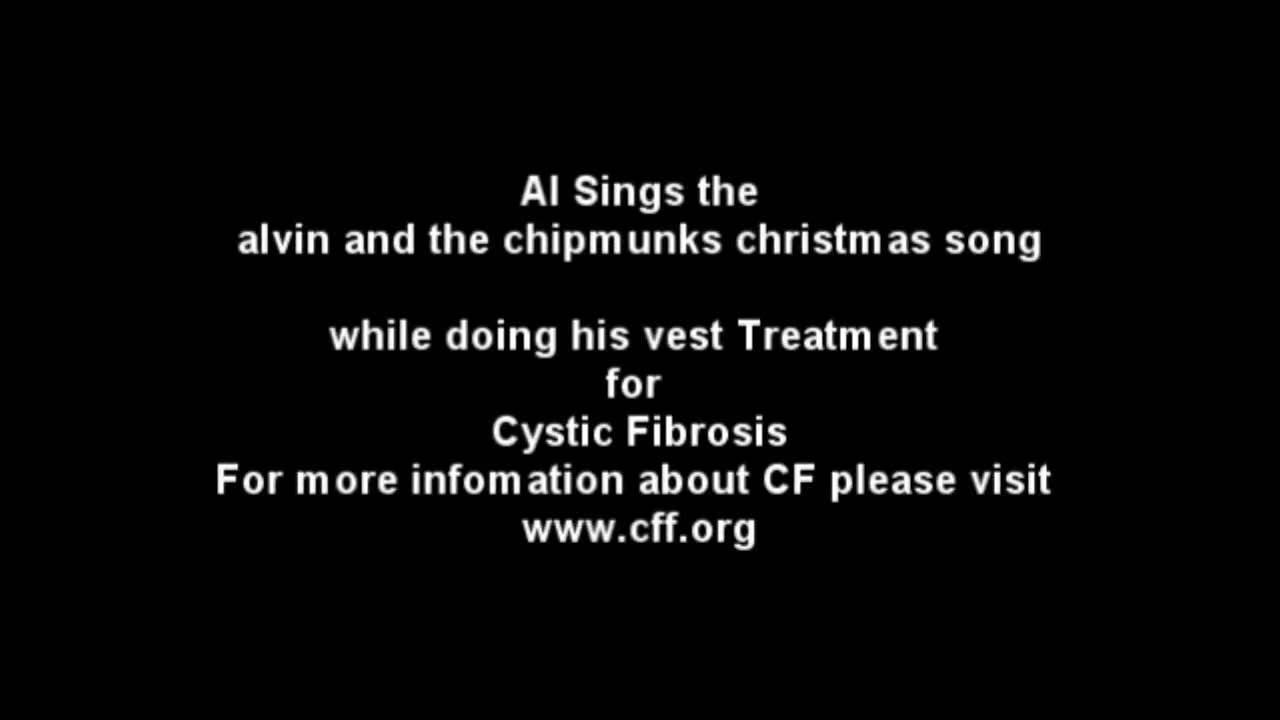 Al Sings the
alvin and the chipmunks christmas song
while doing his vest Treatment
for
Cystic Fibrosis
For more infomation about CF please visit
www.cff.org